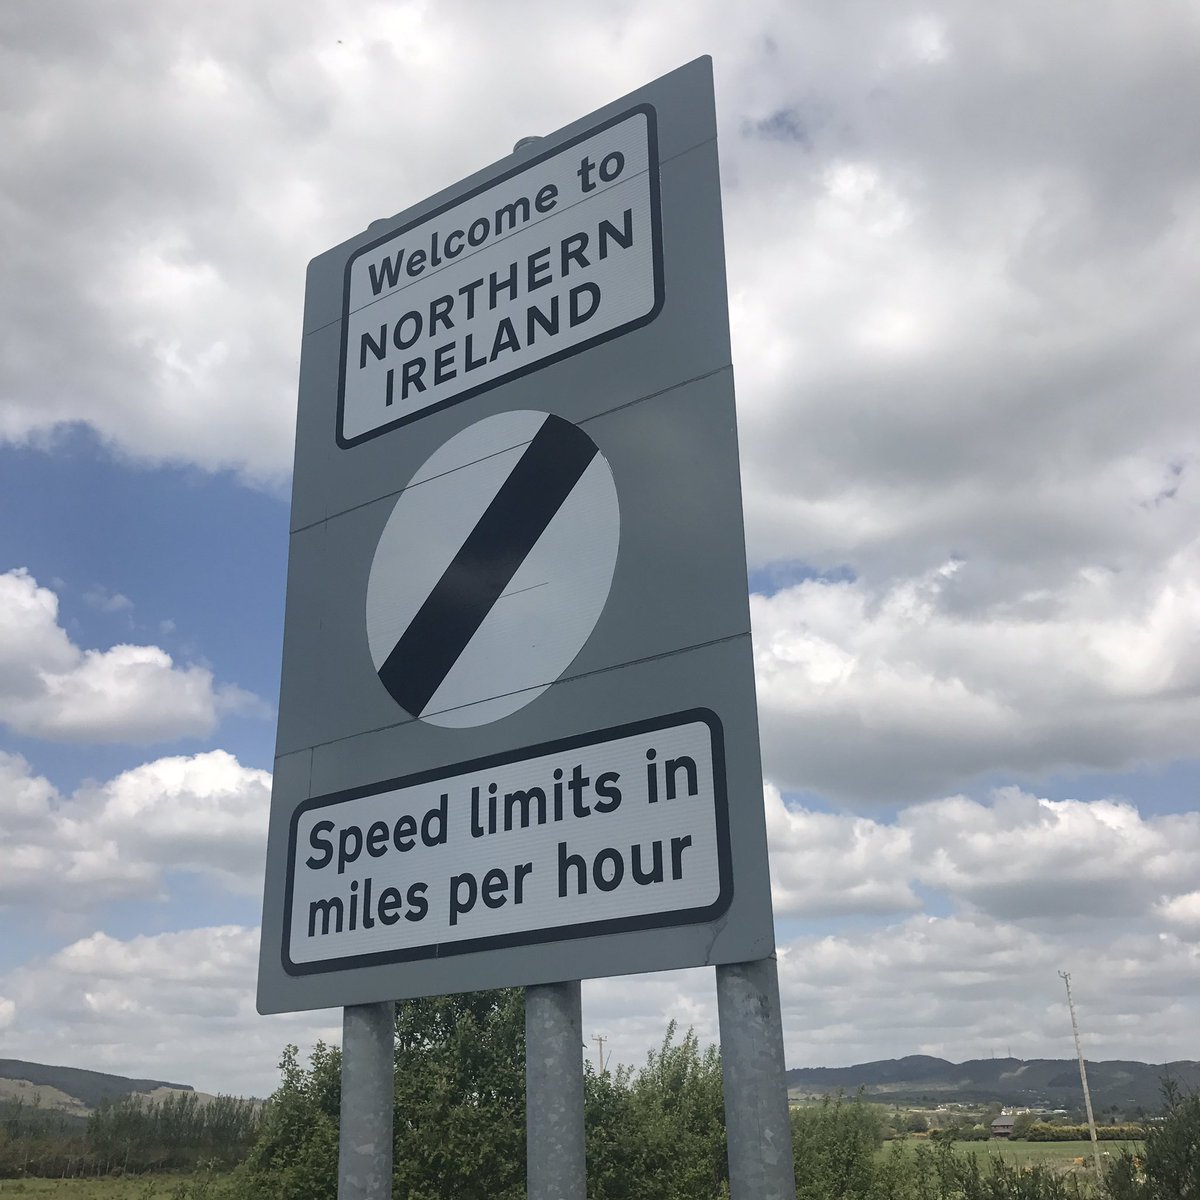 Welcome to
NORTHERN
IRELAND
Speed limits in
miles per hour